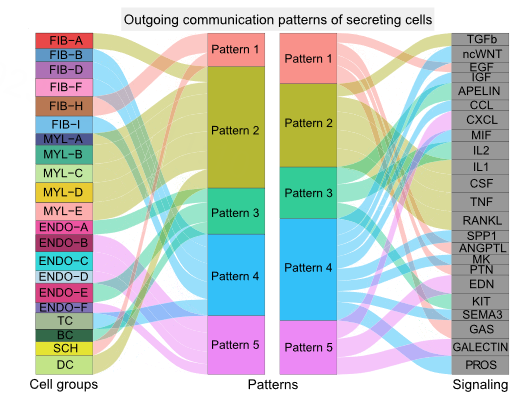 Outgoing communication patterns of secreting cells
FIB-A
FIB-B
FIB-D
FIB-F
FIB-H
FIB-I
MYL-A
MYL-B
MYL-C
MYL-D
MYL-E
ENDO-A
ENDO-B
ENDO-C
ENDO-D
ENDO-E
ENDO-F
TC
BC
SCH
DC
Cell groups
Pattern 1
Pattern 2
Pattern 3
Pattern 4
Pattern 5
Patterns
Pattern 1
Pattern 2
Pattern 3
Pattern 4
Pattern 5
TGFb
ncWNT
EGF
IGF
APELIN
CCL
CXCL
MIF
IL2
IL1
CSF
TNF
RANKL
SPP1
ANGPTL
MK
PTN
EDN
KIT
SEMA3
GAS
GALECTIN
PROS
Signaling